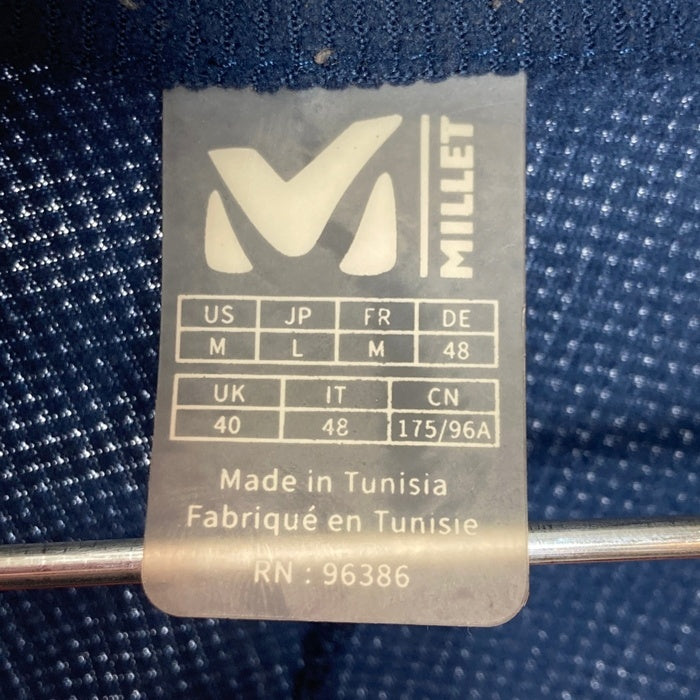 MILLET
US JP FR DE
M L M 48
UK IT CN
40 48 175/96A
Made in Tunisia
Fabriqué en Tunisie
RN : 96386